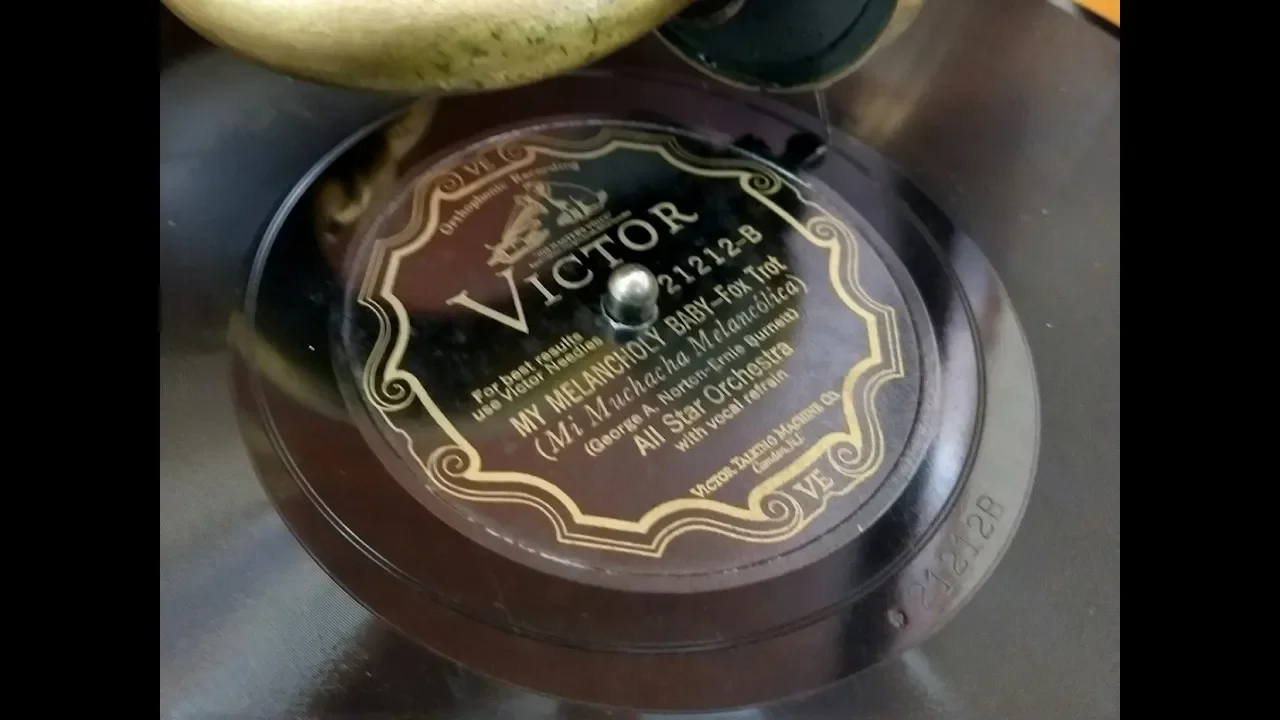 VE
Orthophonic Recording
VICTOR
21212-B
For best results
use Victor Needles
MY MELANCHOLY BABY-Fox Trot
(Mi Muchacha Melancólica)
(George A. Norton-Ernie Burnett)
All Star Orchestra
with vocal refrain
VICTOR TALKING MACHINE CO.
Camden, N.J.
VE
21212B